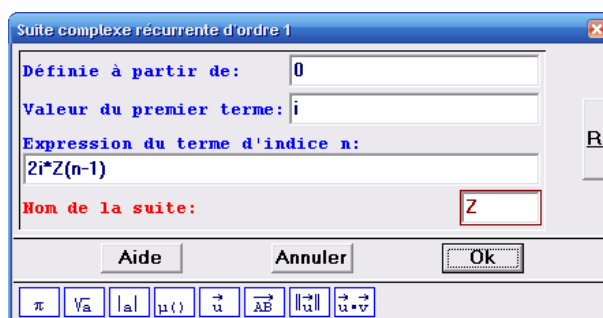 Suite complexe récurrente d'ordre 1
Définie à partir de: 0
Valeur du premier terme: i
Expression du terme d'indice n:
2i*Z(n-1)
R
Nom de la suite: Z
Aide Annuler Ok
π √a |a| μ() u⃗ AB⃗ ‖u⃗‖ u⃗▪v⃗